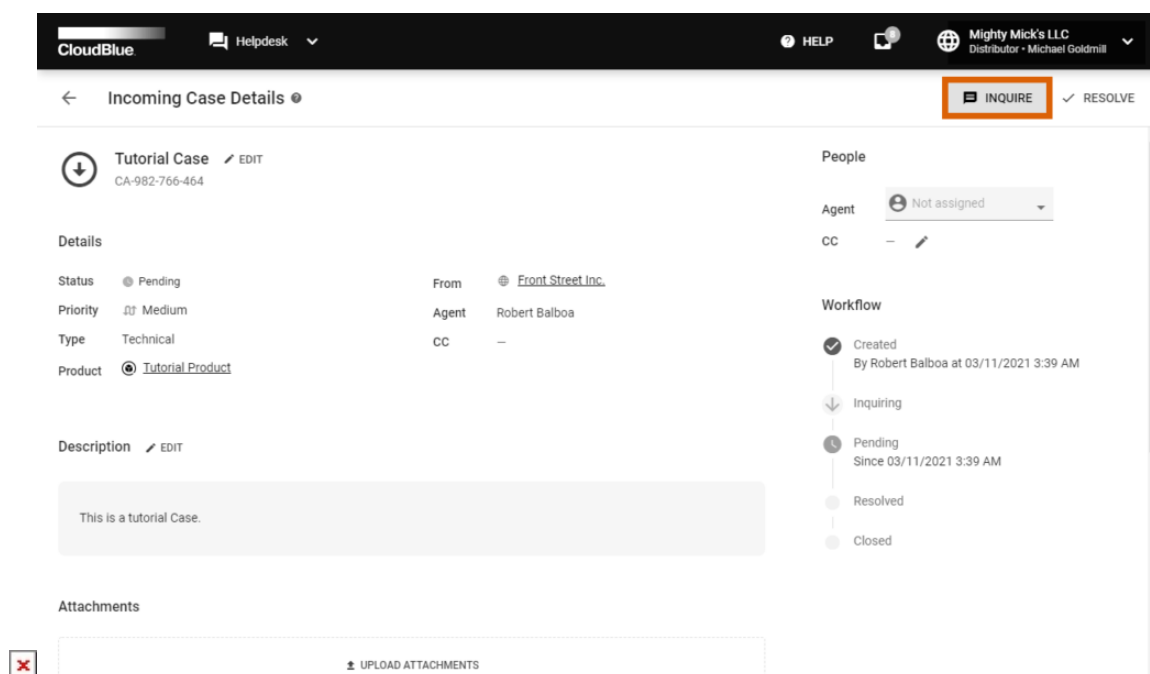 CloudBlue
Helpdesk
HELP
0
Mighty Mick's LLC
Distributor • Michael Goldmill
Incoming Case Details
INQUIRE
RESOLVE
Tutorial Case
EDIT
CA-982-766-464
Details
Status
Pending
Priority
Medium
Type
Technical
Product
Tutorial Product
From
Front Street Inc.
Agent
Robert Balboa
CC
–
Description
EDIT
This is a tutorial Case.
Attachments
UPLOAD ATTACHMENTS
People
Agent
Not assigned
CC
–
Workflow
Created
By Robert Balboa at 03/11/2021 3:39 AM
Inquiring
Pending
Since 03/11/2021 3:39 AM
Resolved
Closed